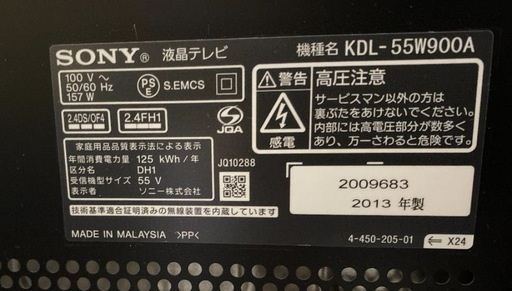 SONY® 液晶テレビ
機種名 KDL-55W900A
100 V～
50/60 Hz
157 W
PS
E
S.EMCS
2.4DS/OF4
2.4FH1
JQA
家庭用品品質表示法による表示
年間消費電力量 125 kWh/年
区分名 DH1
受信機型サイズ 55 V
ソニー株式会社
JQ10288
技術基準適合証明済みの無線装置を内蔵しています
MADE IN MALAYSIA >PP<
警告
感電
高圧注意
サービスマン以外の方は
裏ぶたをあけないでください。
内部には高電圧部分が数多く
あり、万一さわると危険です。
2009683
2013 年製
4-450-205-01
X24